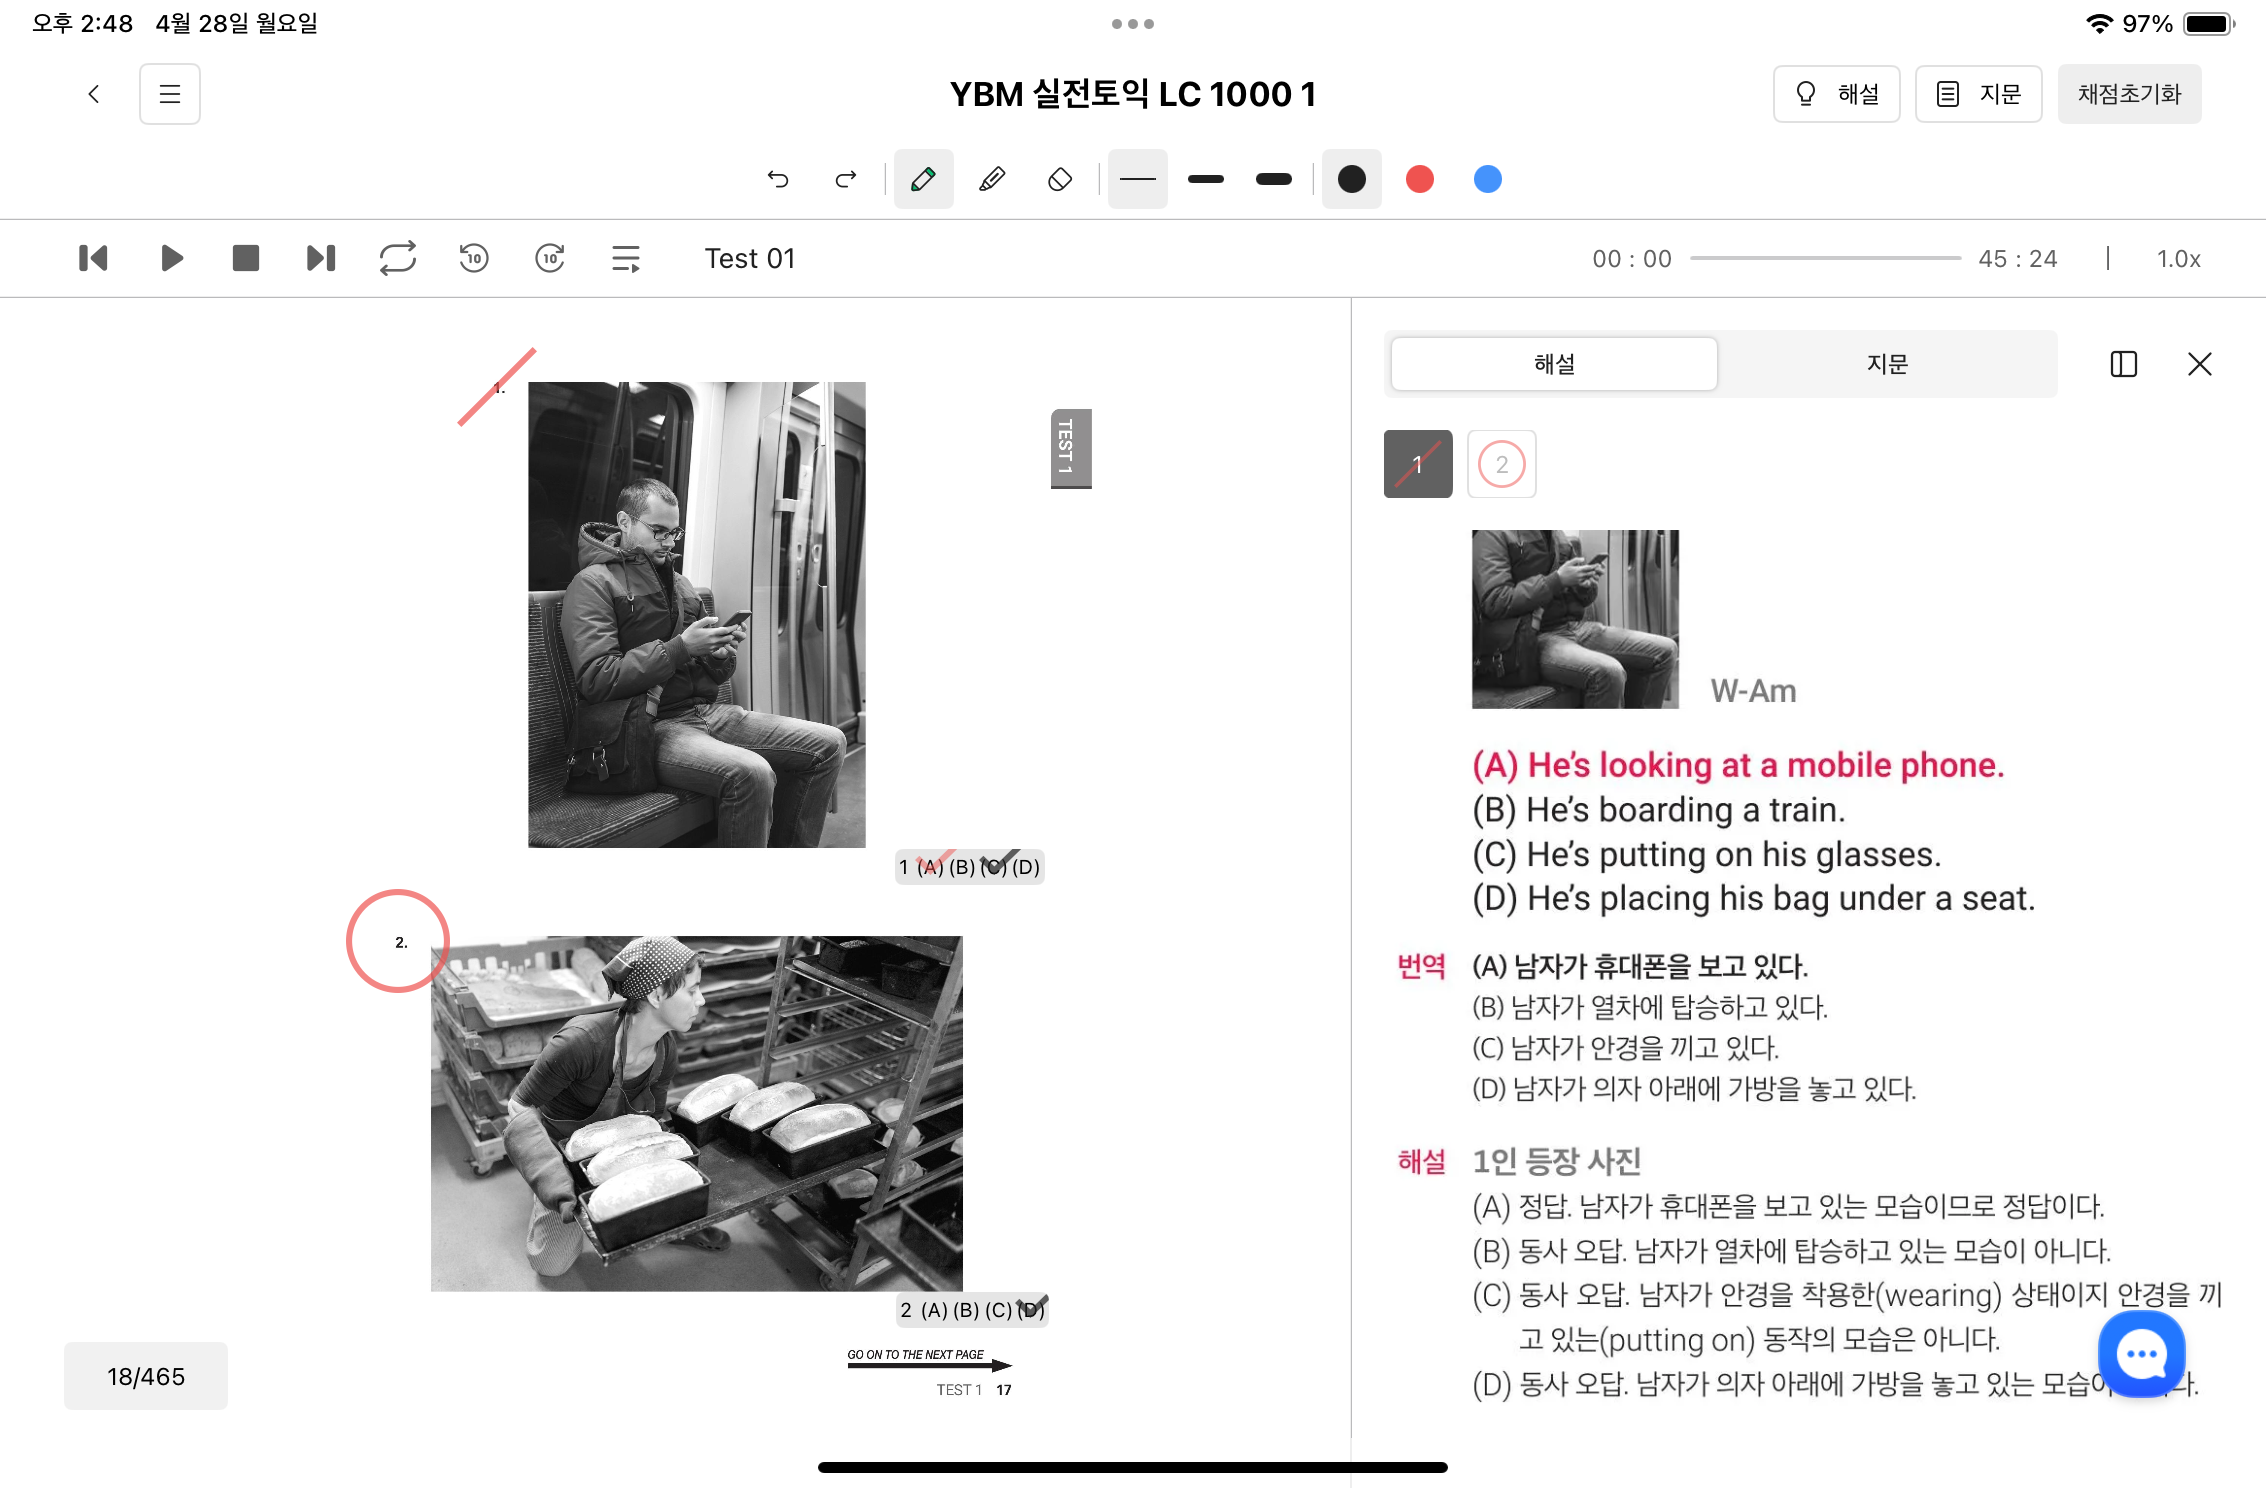 오후 2:48 4월 28일 월요일
97%
YBM 실전토익 LC 1000 1
해설
지문
채점초기화
10
10
Test 01
00 : 00
45 : 24
1.0x
1.
TEST 1
1 (A) (B) (C) (D)
2.
2 (A) (B) (C) (D)
GO ON TO THE NEXT PAGE
TEST 1 17
18/465
해설
지문
1
2
W-Am
(A) He's looking at a mobile phone.
(B) He's boarding a train.
(C) He's putting on his glasses.
(D) He's placing his bag under a seat.
번역 (A) 남자가 휴대폰을 보고 있다.
(B) 남자가 열차에 탑승하고 있다.
(C) 남자가 안경을 끼고 있다.
(D) 남자가 의자 아래에 가방을 놓고 있다.
해설 1인 등장 사진
(A) 정답. 남자가 휴대폰을 보고 있는 모습이므로 정답이다.
(B) 동사 오답. 남자가 열차에 탑승하고 있는 모습이 아니다.
(C) 동사 오답. 남자가 안경을 착용한(wearing) 상태이지 안경을 끼
고 있는(putting on) 동작의 모습은 아니다.
(D) 동사 오답. 남자가 의자 아래에 가방을 놓고 있는